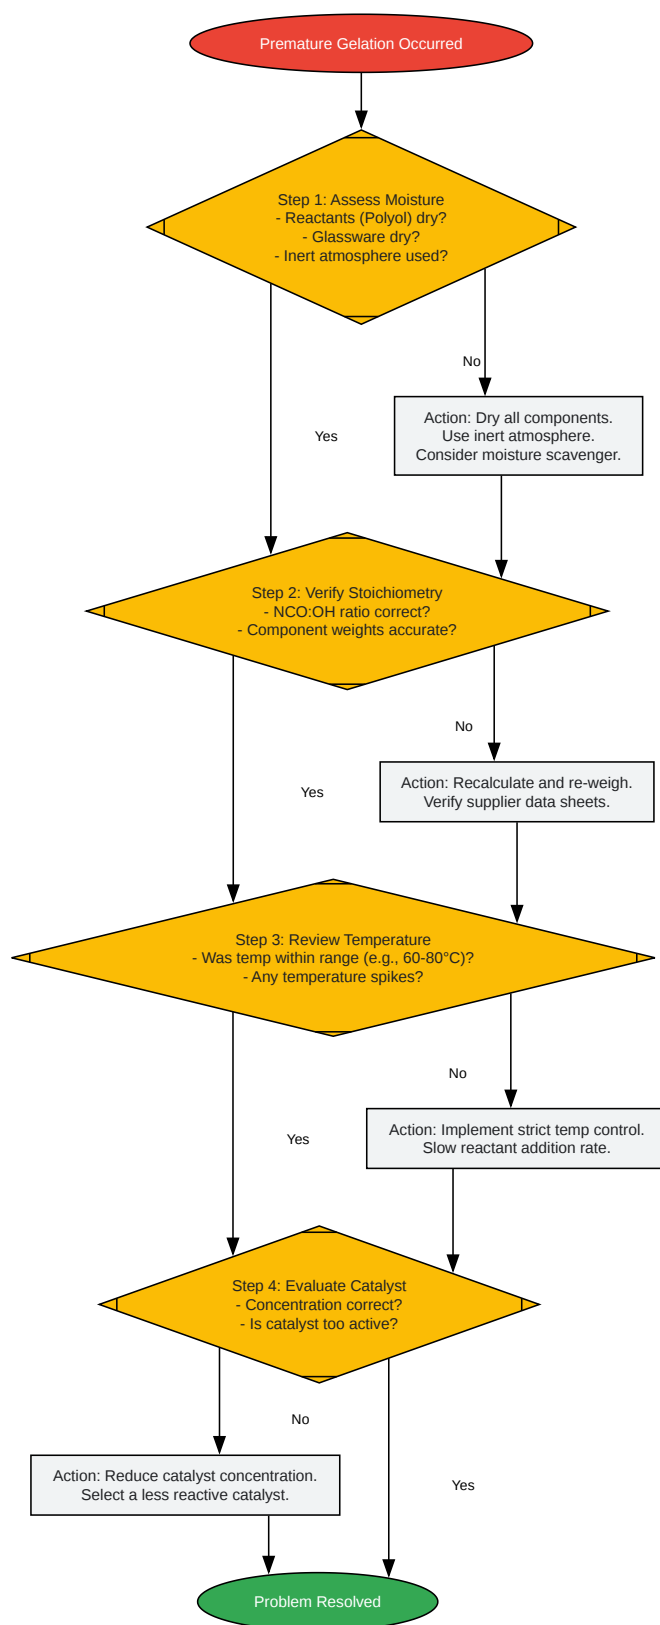 Premature Gelation Occurred
Step 1: Assess Moisture
- Reactants (Polyol) dry?
- Glassware dry?
- Inert atmosphere used?
No
Yes
Action: Dry all components.
Use inert atmosphere.
Consider moisture scavenger.
Step 2: Verify Stoichiometry
- NCO:OH ratio correct?
- Component weights accurate?
No
Yes
Action: Recalculate and re-weigh.
Verify supplier data sheets.
Step 3: Review Temperature
- Was temp within range (e.g., 60-80°C)?
- Any temperature spikes?
No
Yes
Action: Implement strict temp control.
Slow reactant addition rate.
Step 4: Evaluate Catalyst
- Concentration correct?
- Is catalyst too active?
No
Yes
Action: Reduce catalyst concentration.
Select a less reactive catalyst.
Problem Resolved